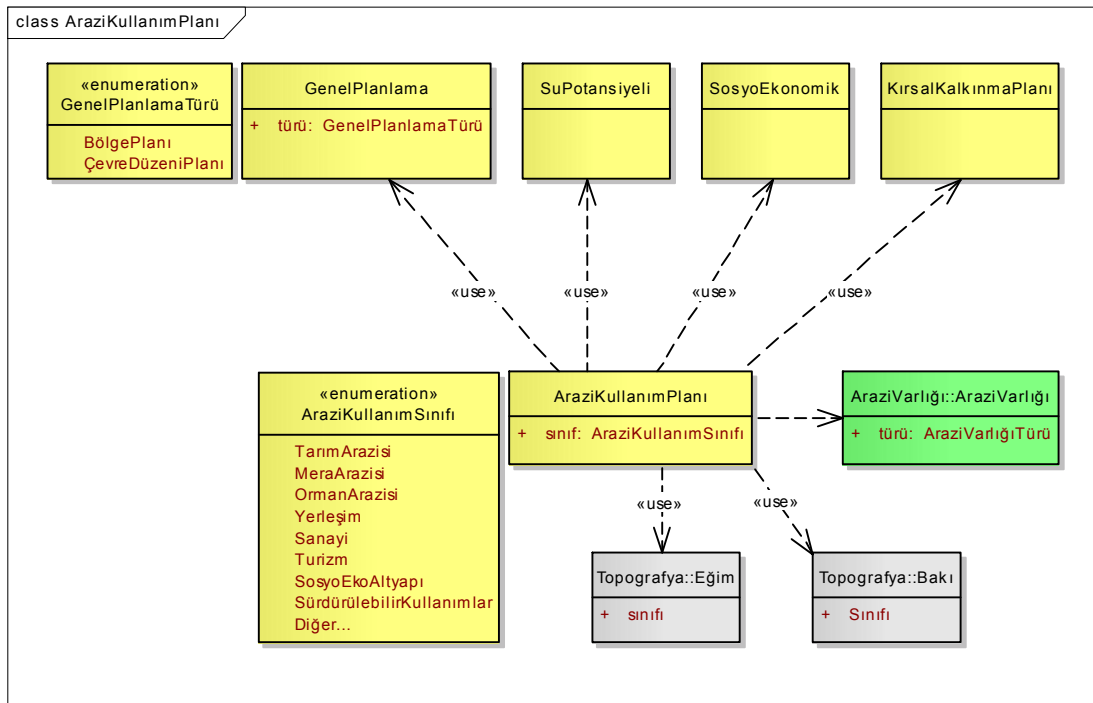 class AraziKullanımPlanı
«enumeration»
GenelPlanlamaTürü
BölgePlanı
ÇevreDüzeniPlanı
GenelPlanlama
+ türü: GenelPlanlamaTürü
SuPotansiyeli
SosyoEkonomik
KırsalKalkınmaPlanı
«use»
«use»
«use»
«use»
«enumeration»
AraziKullanımSınıfı
TarımArazisi
MeraArazisi
OrmanArazisi
Yerleşim
Sanayi
Turizm
SosyoEkoAltyapı
SürdürülebilirKullanımlar
Diğer...
AraziKullanımPlanı
+ sınıf: AraziKullanımSınıfı
AraziVarlığı::AraziVarlığı
+ türü: AraziVarlığıTürü
«use»
«use»
Topografya::Eğim
+ sınıfı
Topografya::Bakı
+ Sınıfı